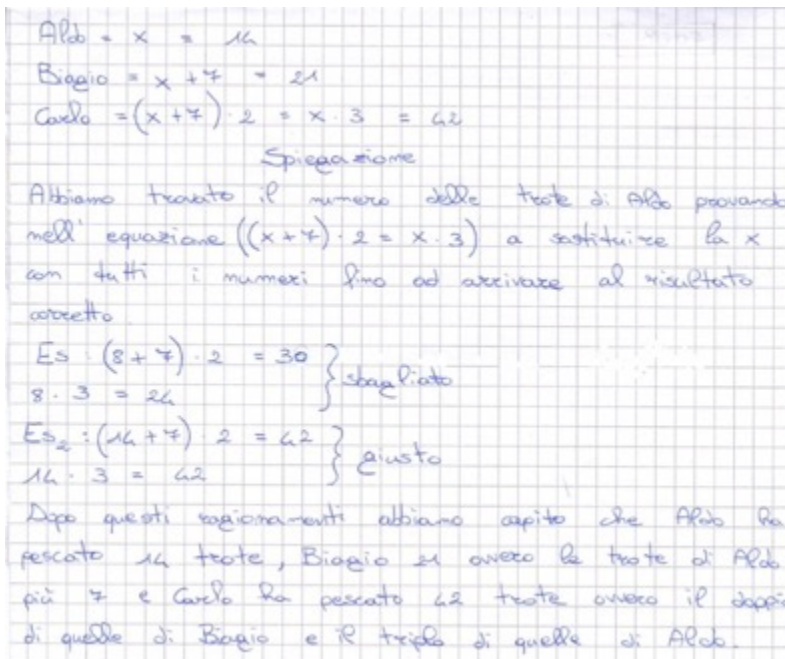 Aldo = x = 14
Biagio = x + 7 = 21
Carlo = (x + 7) · 2 = x · 3 = 42
Spiegazione
Abbiamo trovato il numero delle trote di Aldo provando
nell' equazione ((x + 7) · 2 = x · 3) a sostituire la x
con tutti i numeri fino ad arrivare al risultato
corretto.
Es : (8 + 7) · 2 = 30
8 · 3 = 24 } sbagliato
Es2 : (14 + 7) · 2 = 42
14 · 3 = 42 } giusto
Dopo questi ragionamenti abbiamo capito che Aldo ha
pescato 14 trote, Biagio 21 ovvero le trote di Aldo
più 7 e Carlo ha pescato 42 trote ovvero il doppio
di quelle di Biagio e il triplo di quelle di Aldo.